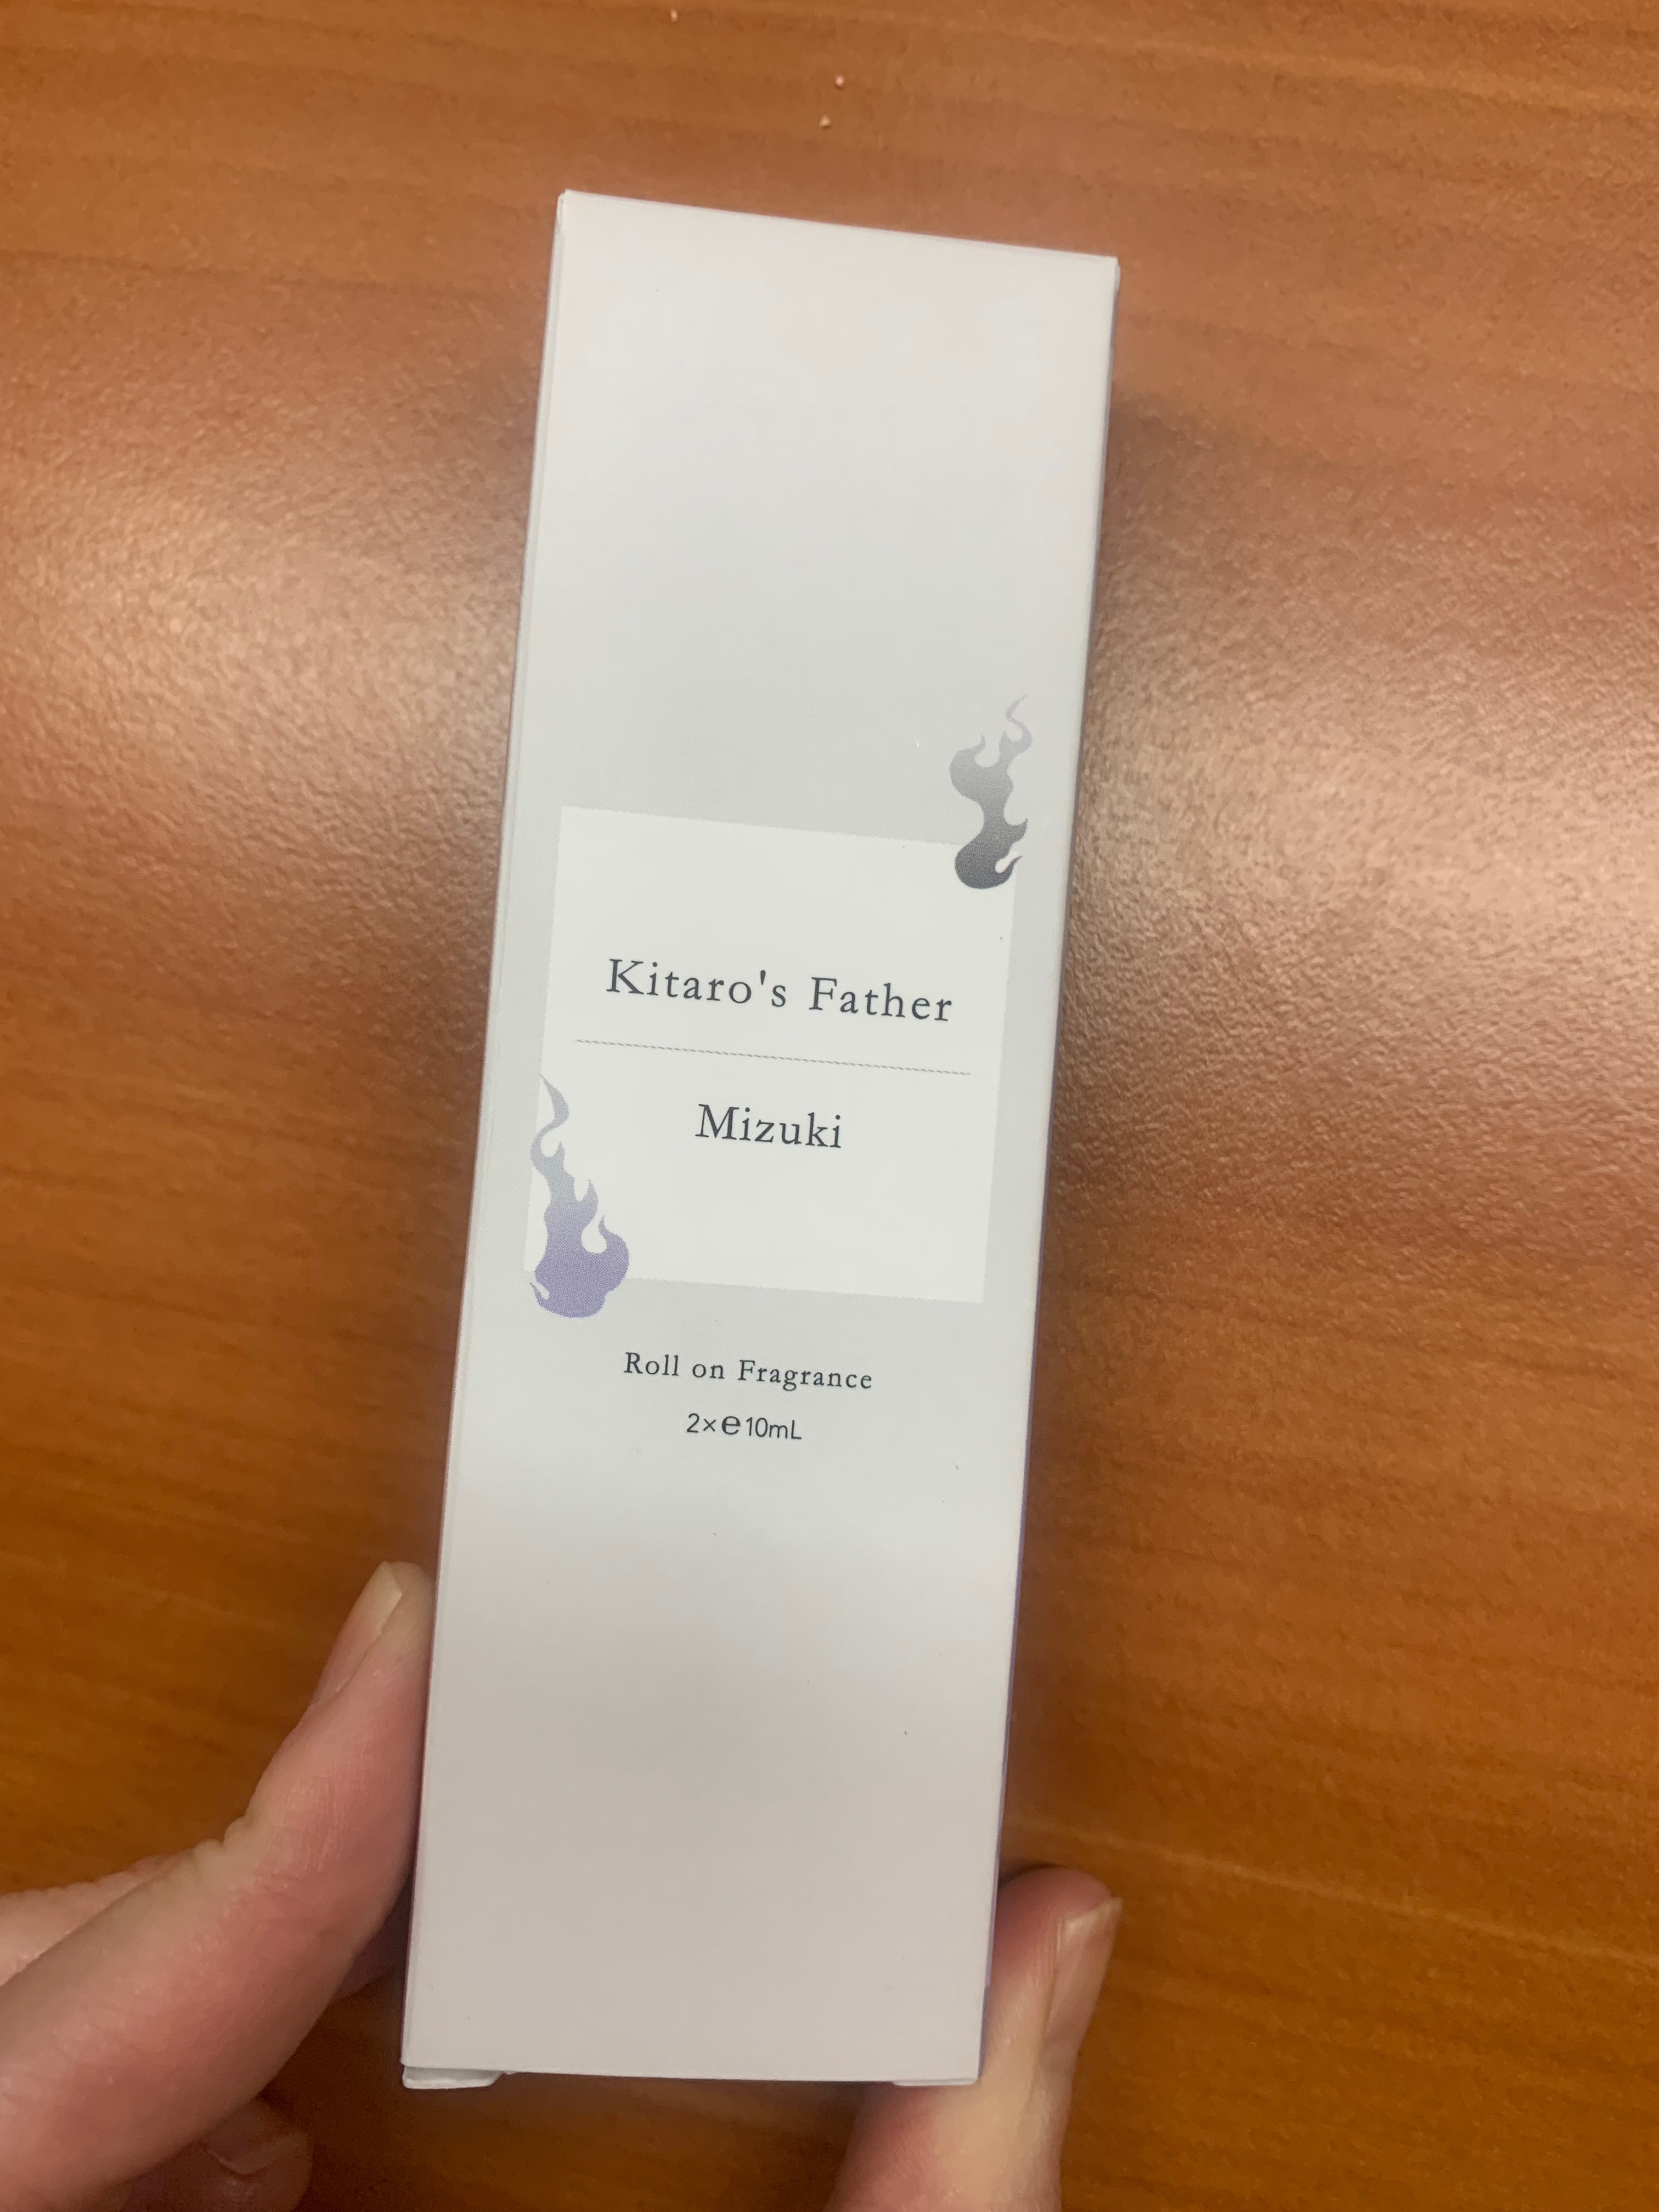 Kitaro's Father
Mizuki
Roll on Fragrance
2×℮10mL